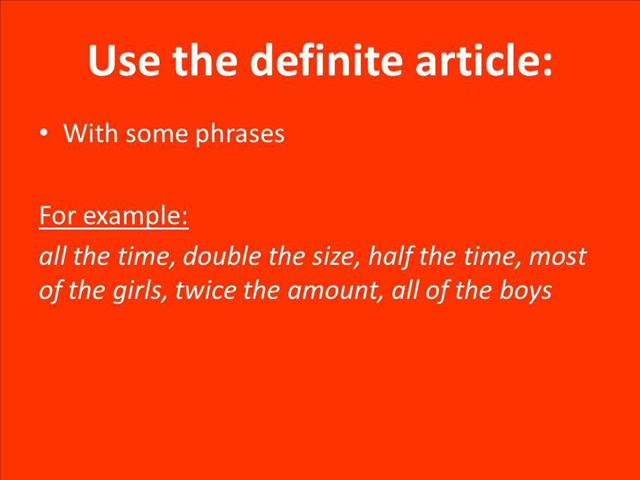 Use the definite article:
• With some phrases
For example:
all the time, double the size, half the time, most
of the girls, twice the amount, all of the boys